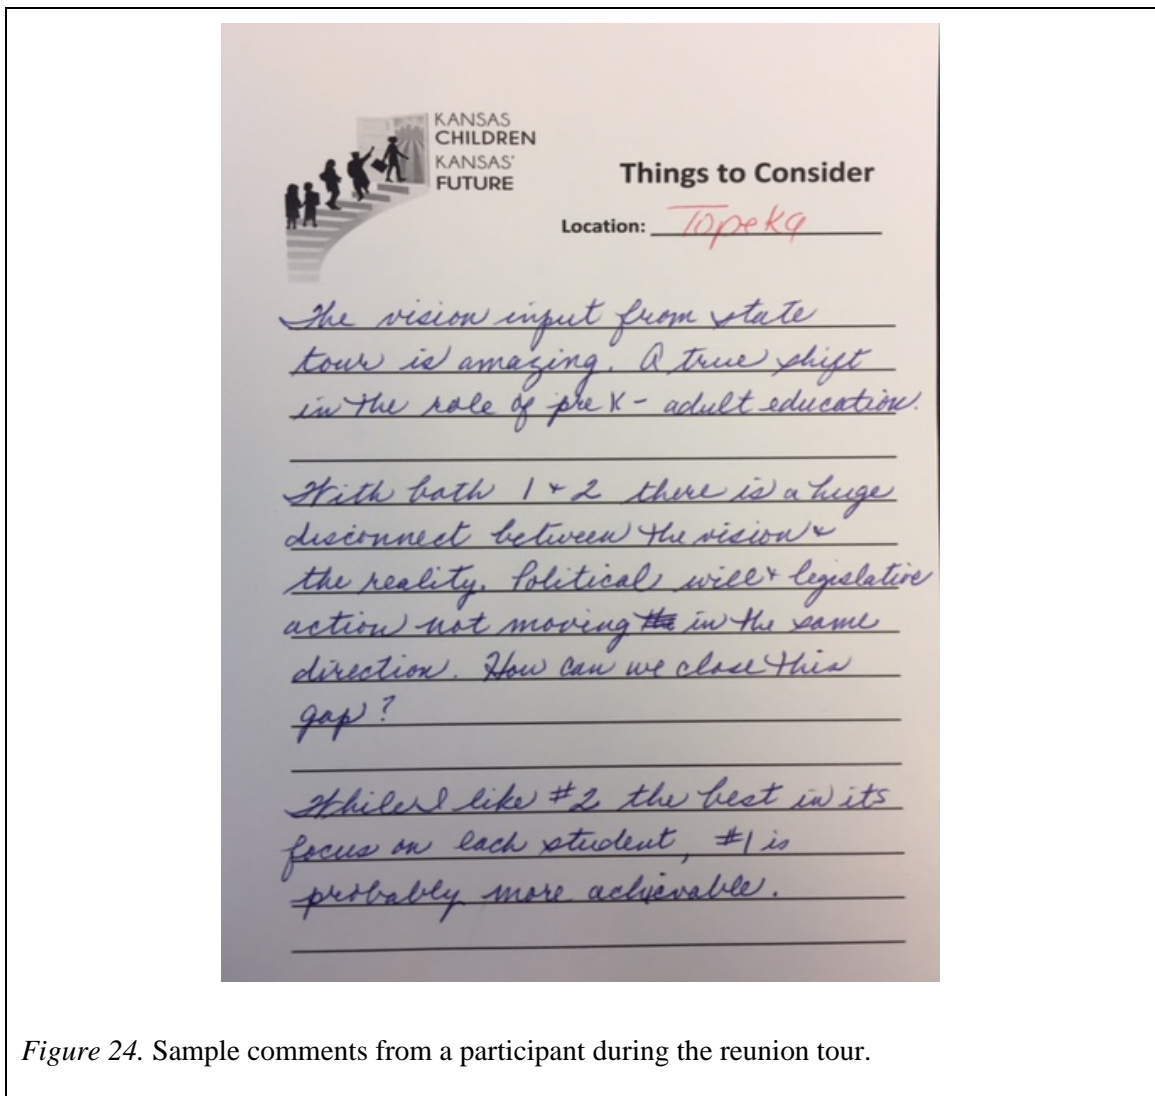 KANSAS
CHILDREN
KANSAS'
FUTURE
Things to Consider
Location: Topeka
The vision input from state
tour is amazing. A true shift
in the role of pre K - adult education.
With both 1 + 2 there is a huge
disconnect between the vision +
the reality. Political will + legislative
action not moving in the same
direction. How can we close this
gap?
While I like #2 the best in its
focus on each student, #1 is
probably more achievable.
Figure 24. Sample comments from a participant during the reunion tour.